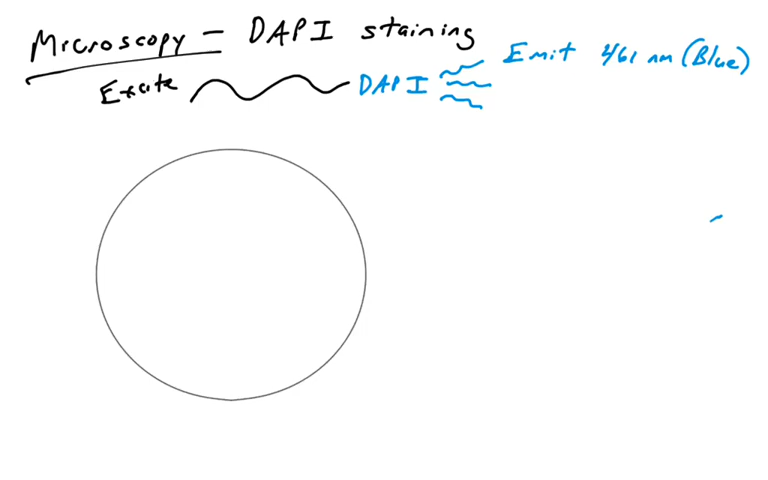 Microscopy - DAPI staining
Excite DAPI Emit 461 nm (Blue)